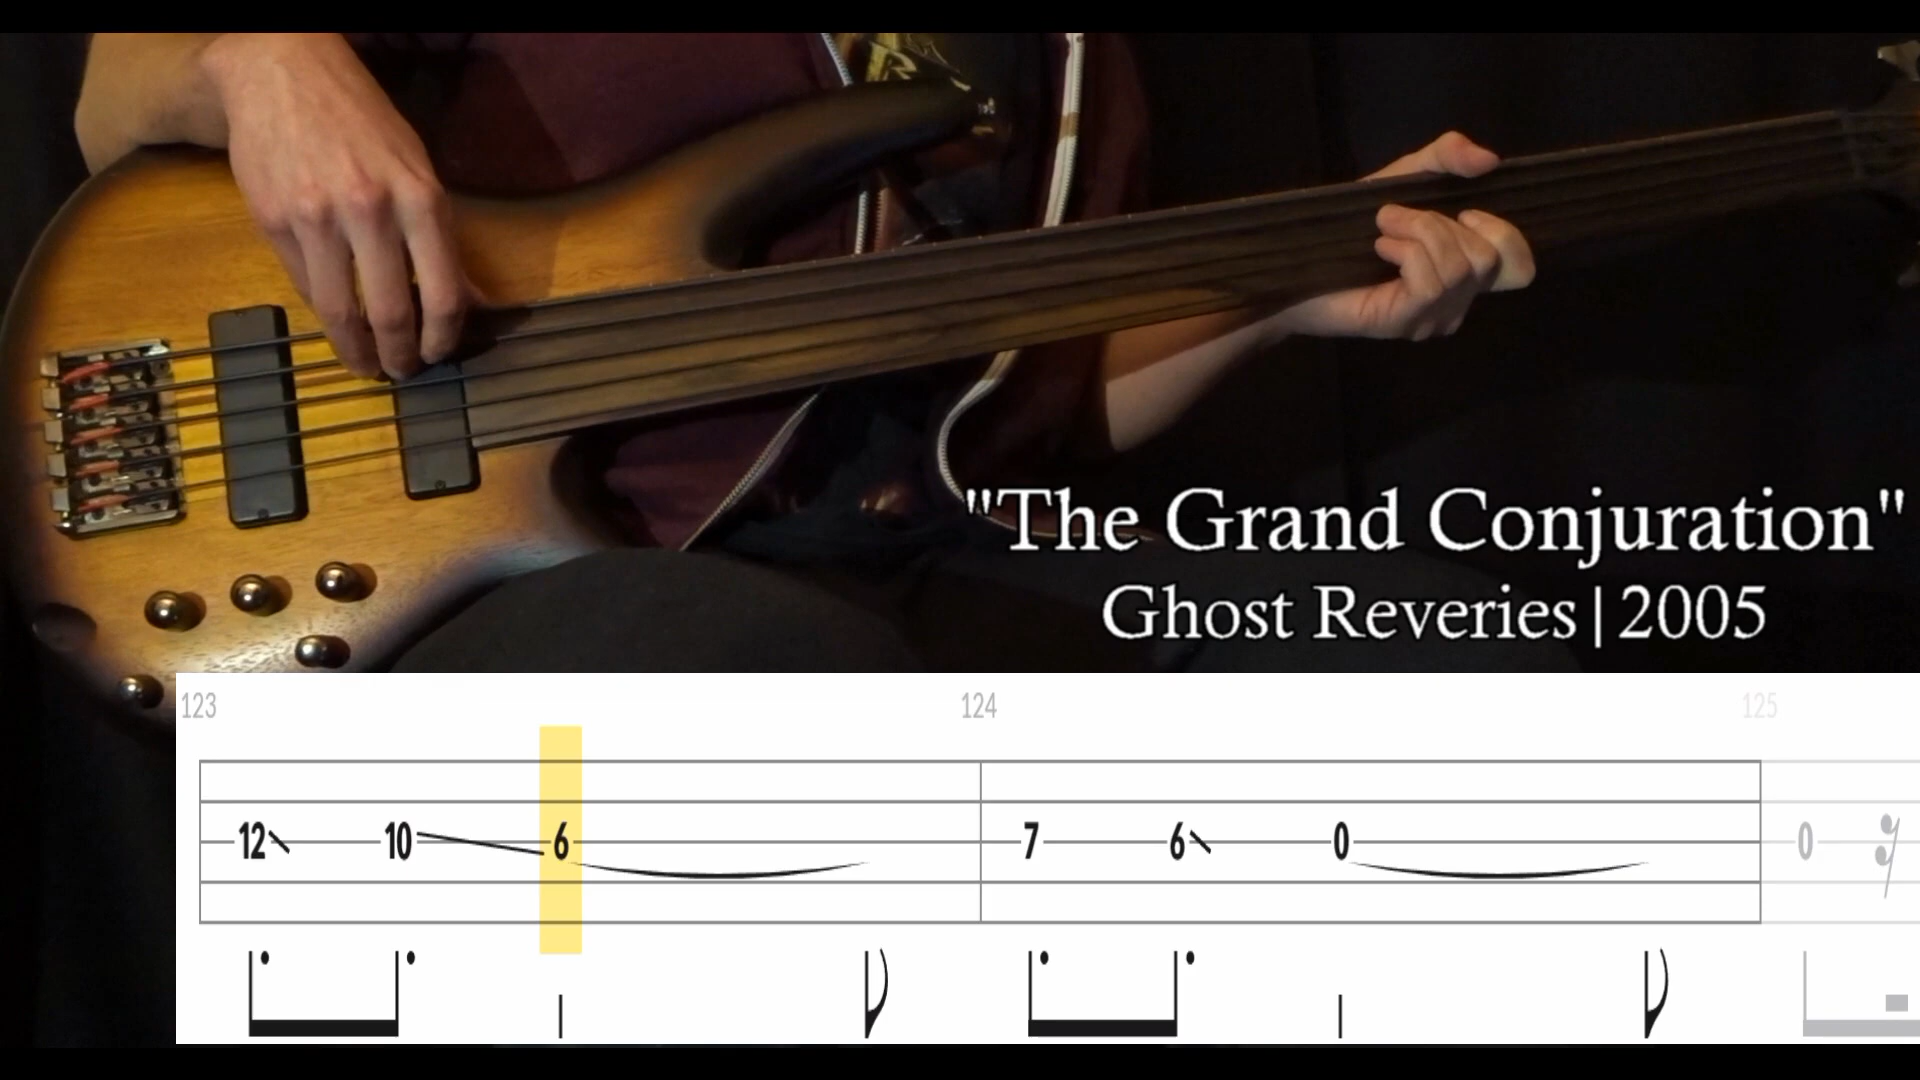 "The Grand Conjuration"
Ghost Reveries|2005
123 124 125
12 10 6 7 6 0 0